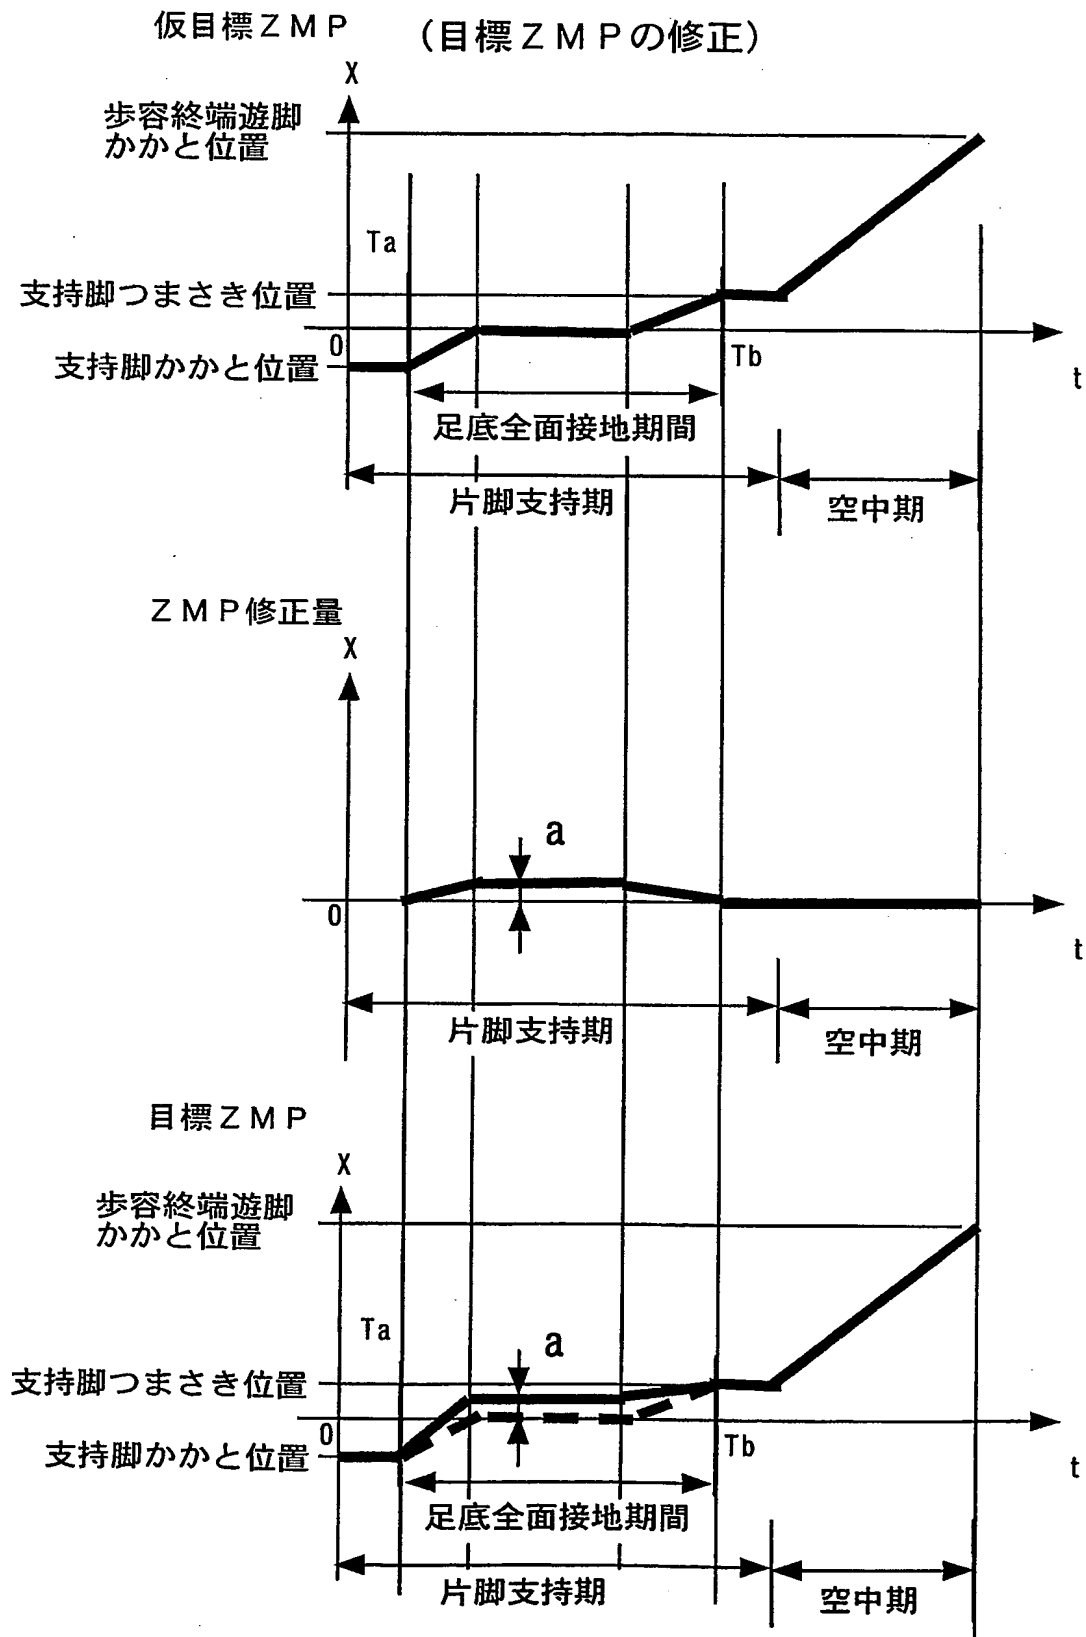 仮目標ZMP
(目標ZMPの修正)
X
歩容終端遊脚
かかと位置
Ta
支持脚つまさき位置
0
支持脚かかと位置
Tb
t
足底全面接地期間
片脚支持期
空中期
ZMP修正量
X
a
0
t
片脚支持期
空中期
目標ZMP
X
歩容終端遊脚
かかと位置
Ta
a
支持脚つまさき位置
0
支持脚かかと位置
Tb
t
足底全面接地期間
片脚支持期
空中期